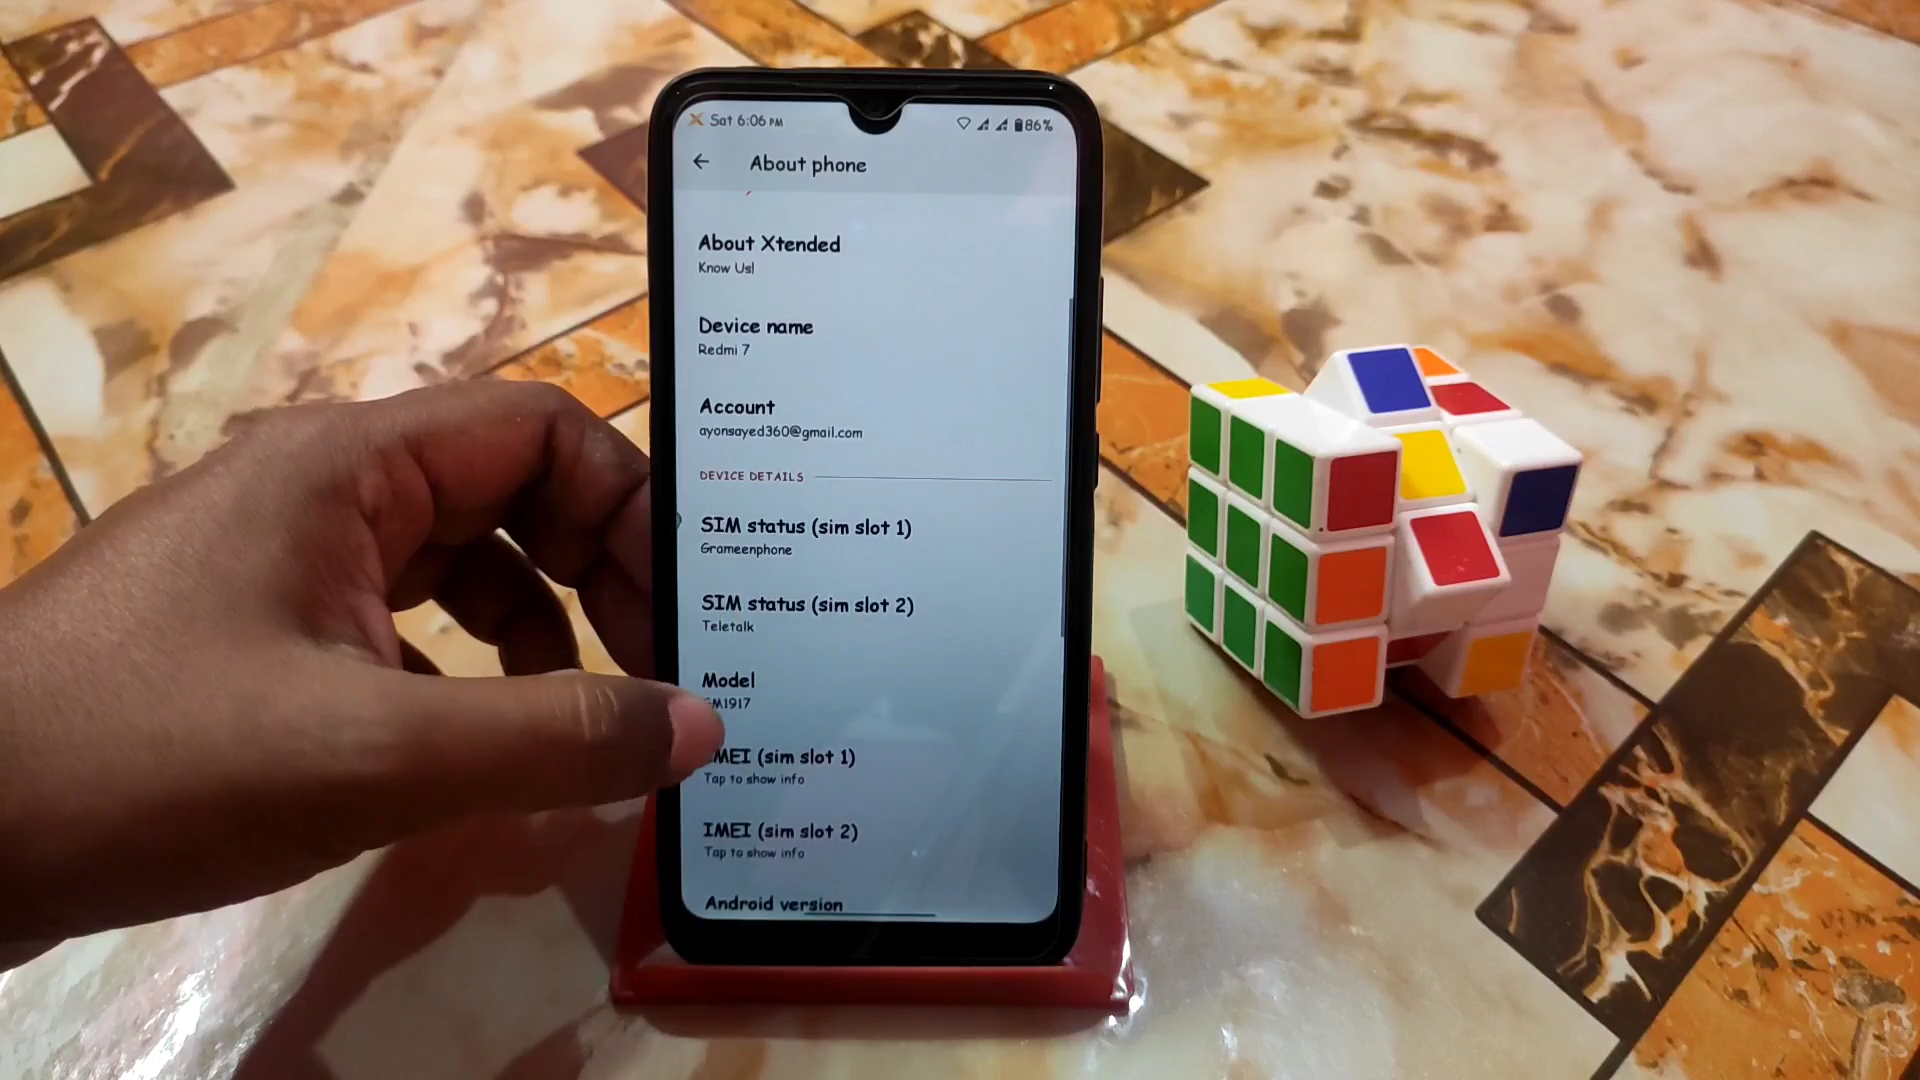 Sat 6:06 PM
86%
About phone
About Xtended
Know Us!
Device name
Redmi 7
Account
ayonsayed360@gmail.com
DEVICE DETAILS
SIM status (sim slot 1)
Grameenphone
SIM status (sim slot 2)
Teletalk
Model
M1917
MEI (sim slot 1)
Tap to show info
IMEI (sim slot 2)
Tap to show info
Android version